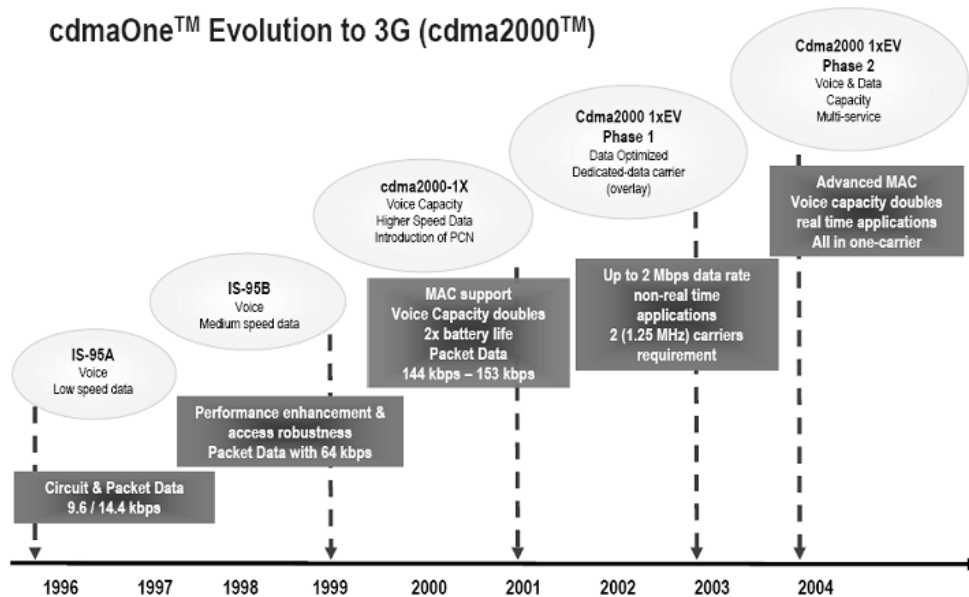 cdmaOne™ Evolution to 3G (cdma2000™)
Cdma2000 1xEV
Phase 2
Voice & Data
Capacity
Multi-service
Cdma2000 1xEV
Phase 1
Data Optimized
Dedicated-data carrier
(overlay)
cdma2000-1X
Voice Capacity
Higher Speed Data
Introduction of PCN
IS-95B
Voice
Medium speed data
IS-95A
Voice
Low speed data
Advanced MAC
Voice capacity doubles
real time applications
All in one-carrier
Up to 2 Mbps data rate
non-real time
applications
2 (1.25 MHz) carriers
requirement
MAC support
Voice Capacity doubles
2x battery life
Packet Data
144 kbps – 153 kbps
Performance enhancement &
access robustness
Packet Data with 64 kbps
Circuit & Packet Data
9.6 / 14.4 kbps
1996 1997 1998 1999 2000 2001 2002 2003 2004